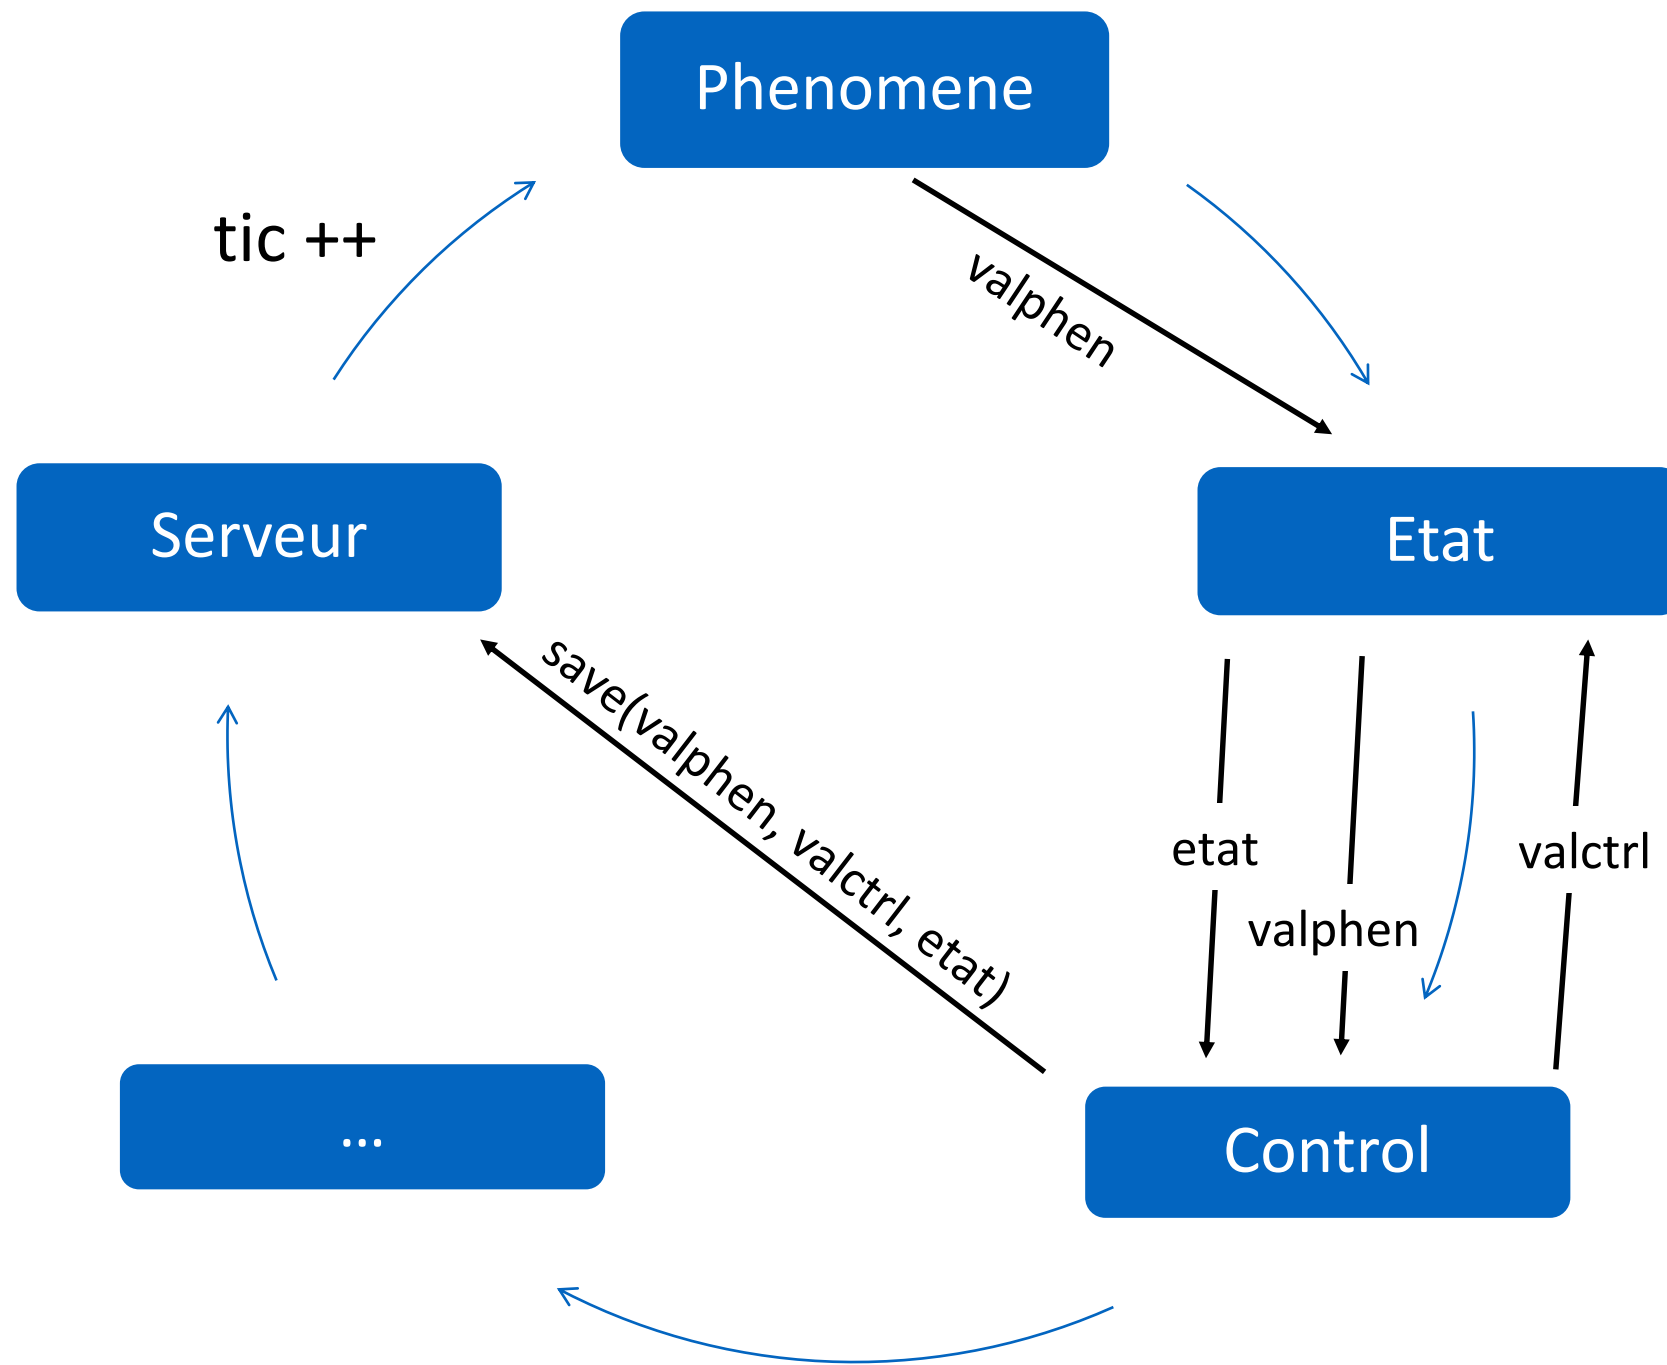 Phenomene
tic ++
valphen
Serveur
Etat
save(valphen, valctrl, etat)
etat
valctrl
valphen
...
Control